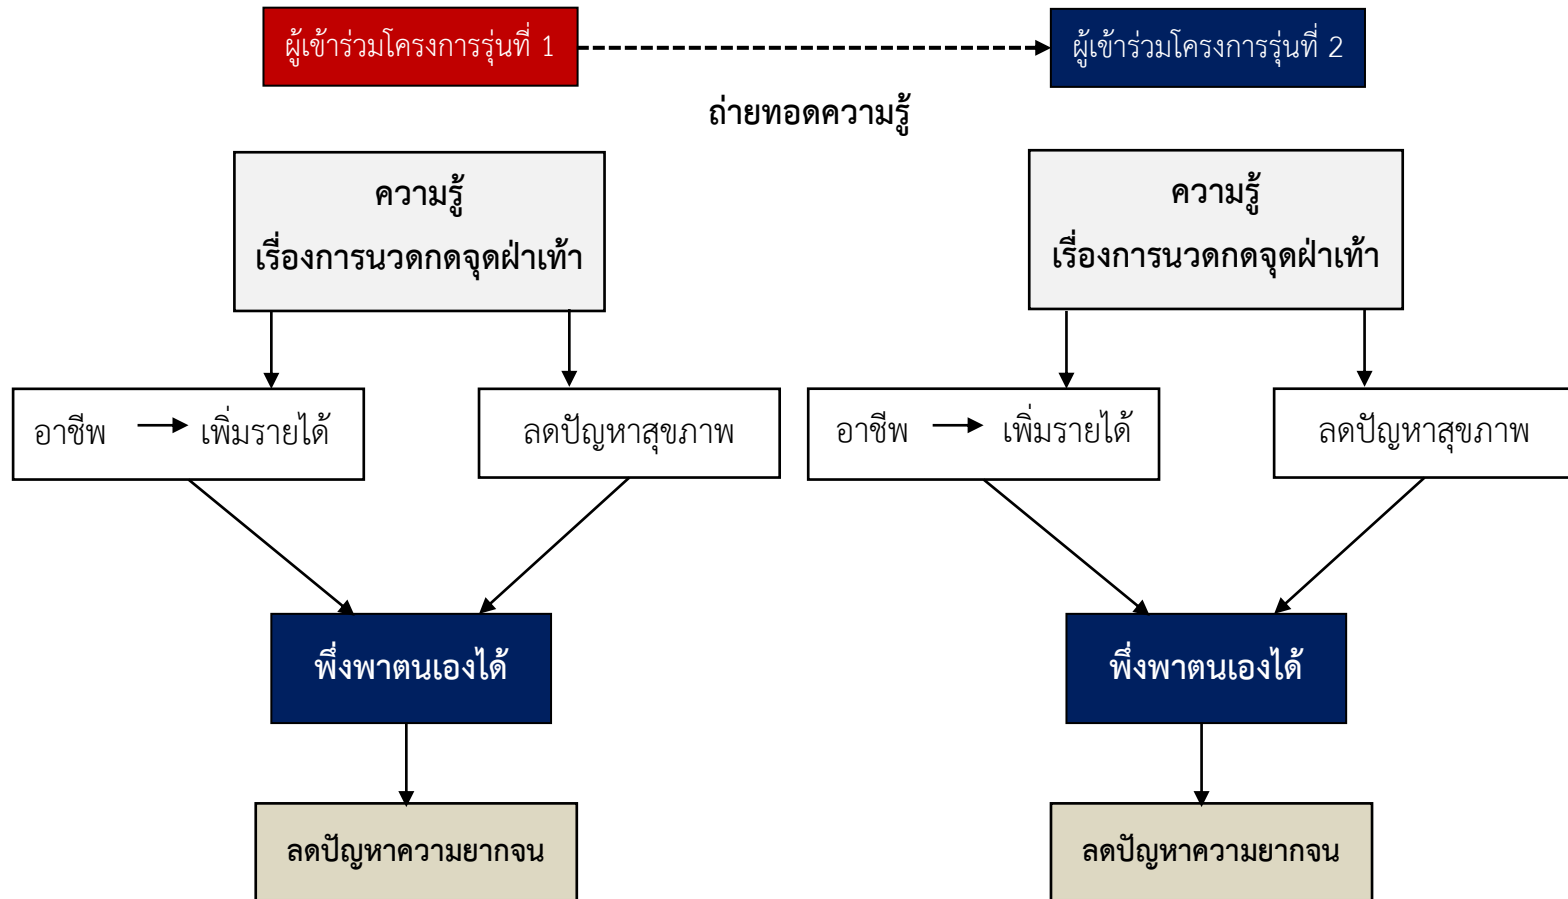 ผู้เข้าร่วมโครงการรุ่นที่ 1
ผู้เข้าร่วมโครงการรุ่นที่ 2
ถ่ายทอดความรู้
ความรู้
เรื่องการนวดกดจุดฝ่าเท้า
ความรู้
เรื่องการนวดกดจุดฝ่าเท้า
อาชีพ
เพิ่มรายได้
ลดปัญหาสุขภาพ
อาชีพ
เพิ่มรายได้
ลดปัญหาสุขภาพ
พึ่งพาตนเองได้
พึ่งพาตนเองได้
ลดปัญหาความยากจน
ลดปัญหาความยากจน